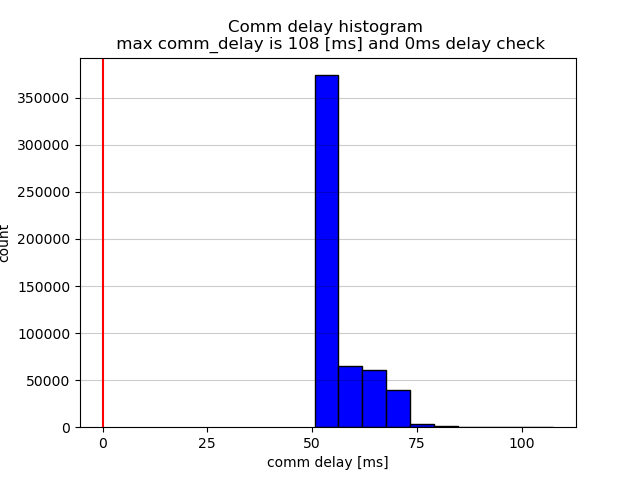 Comm delay histogram
max comm_delay is 108 [ms] and 0ms delay check
350000
300000
250000
200000
150000
100000
50000
0
count
0 25 50 75 100
comm delay [ms]